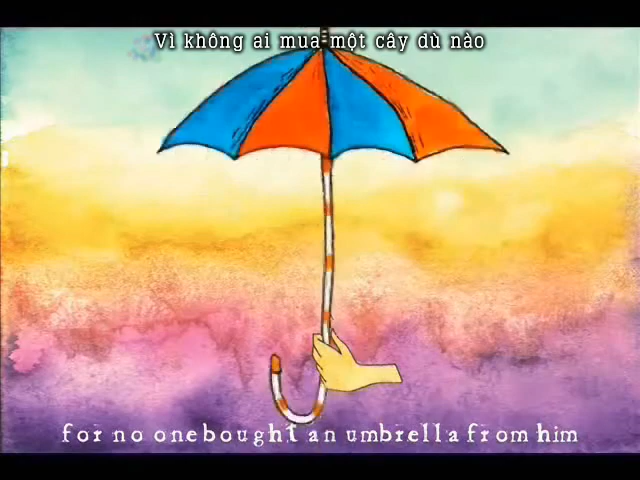 Vì không ai mua một cây dù nào
for no one bought an umbrella from him